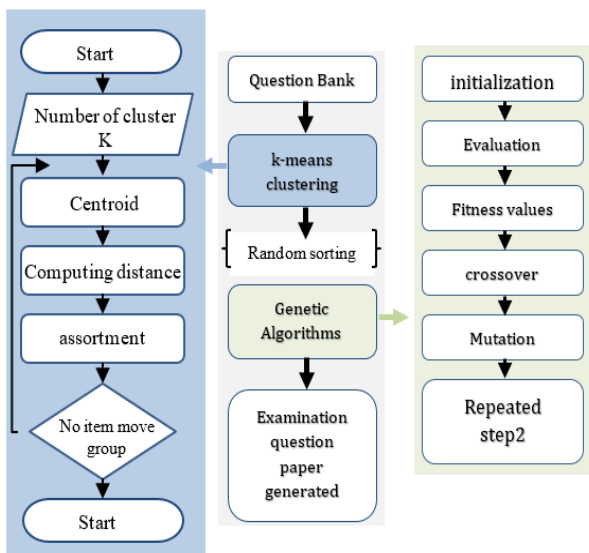 Start
Number of cluster
K
Centroid
Computing distance
assortment
No item move
group
Start
Question Bank
k-means
clustering
Random sorting
Genetic
Algorithms
Examination
question
paper
generated
initialization
Evaluation
Fitness values
crossover
Mutation
Repeated
step2